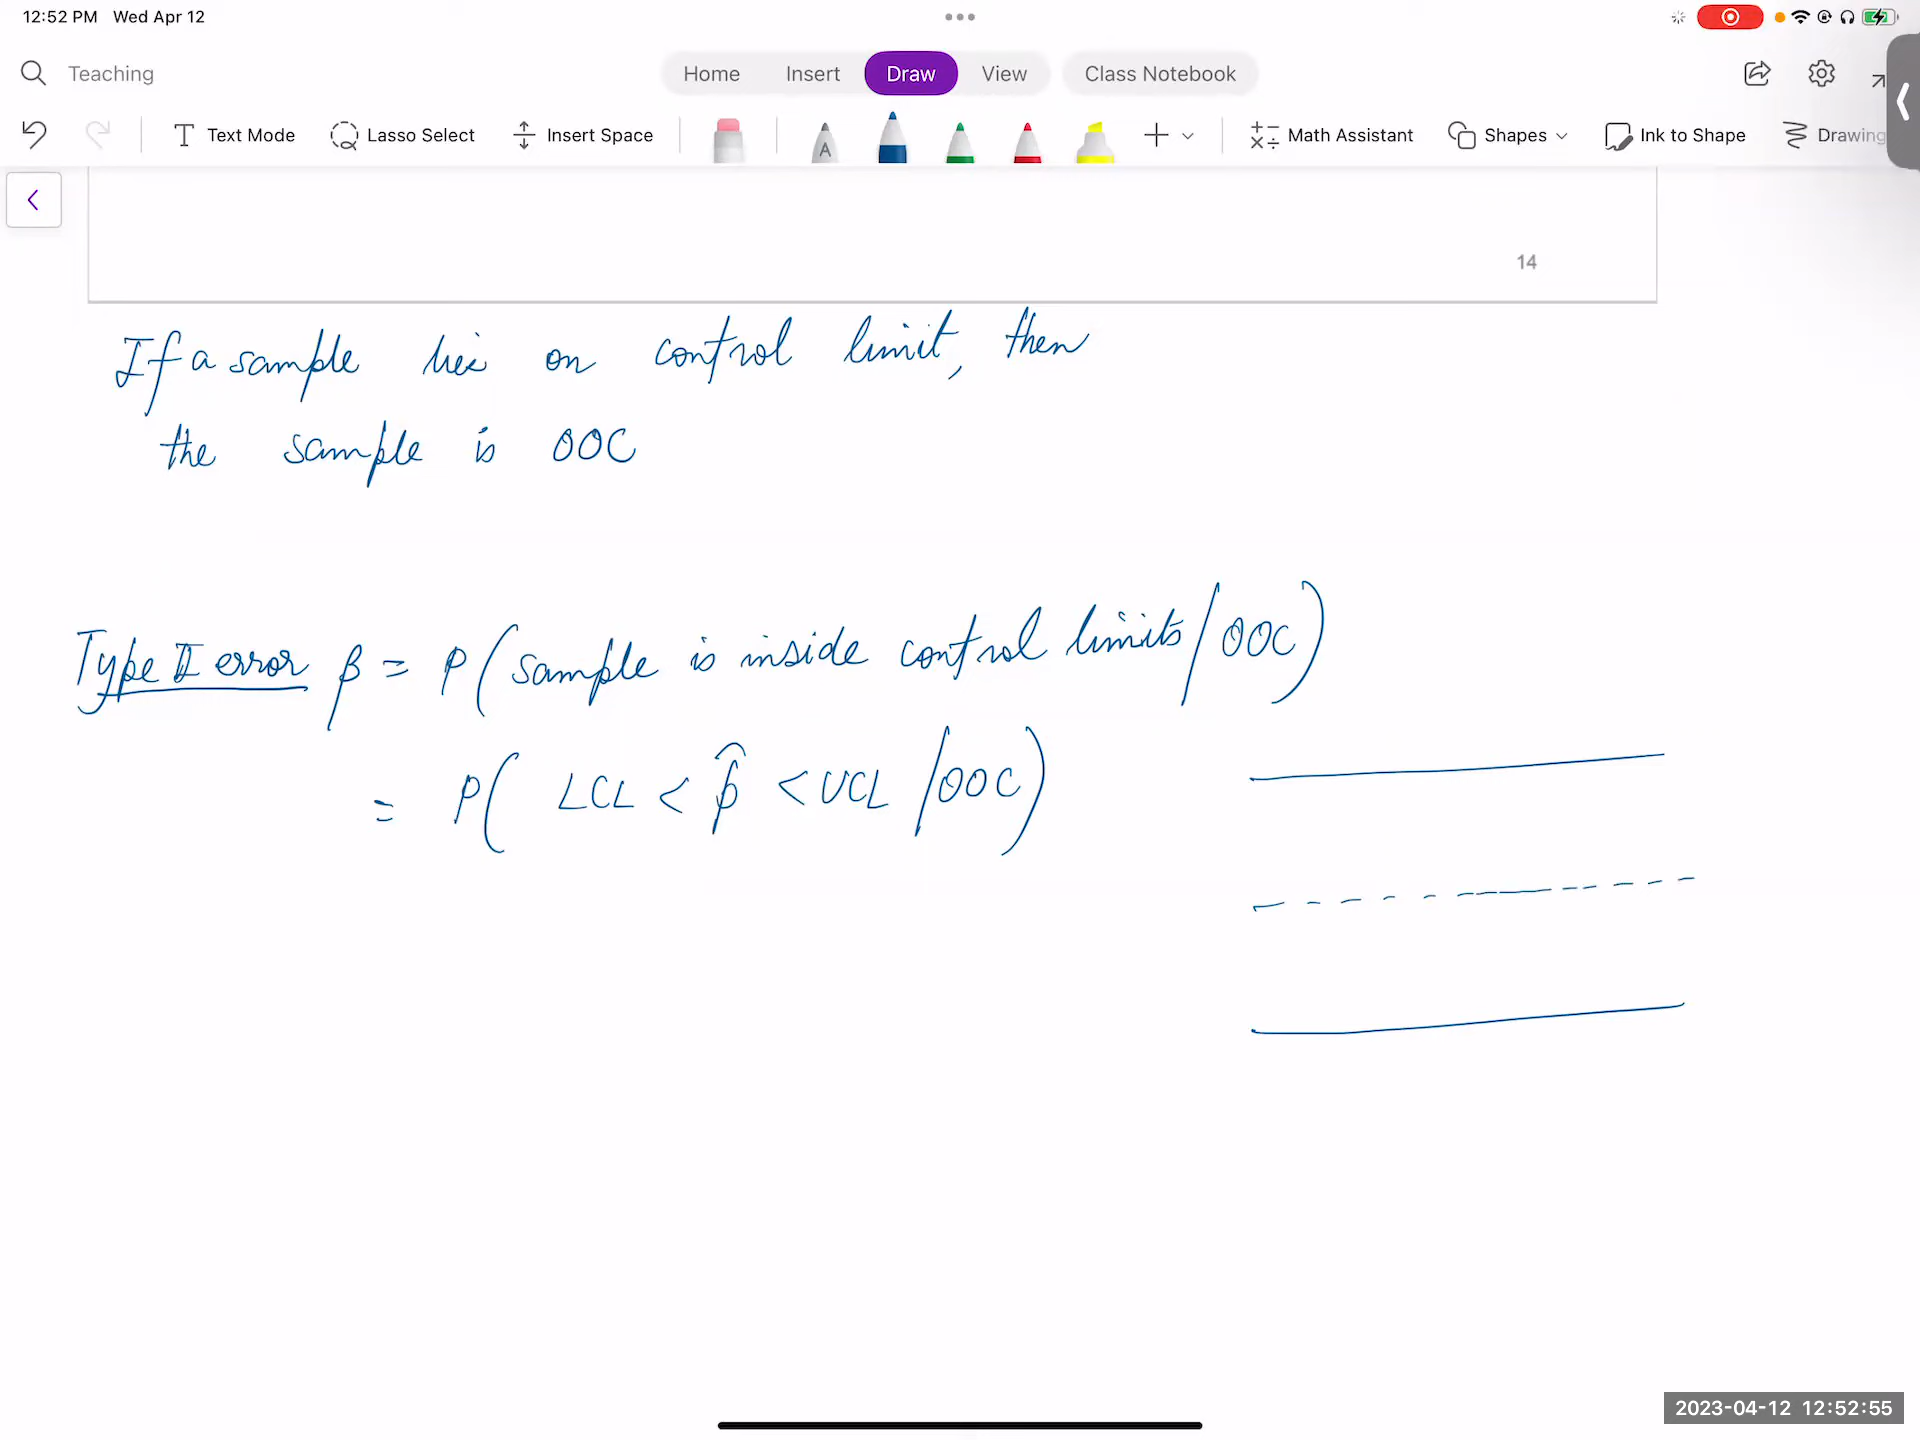 12:52 PM Wed Apr 12
Teaching
Home Insert Draw View Class Notebook
Text Mode Lasso Select Insert Space A Math Assistant Shapes Ink to Shape Drawing
14
If a sample lies on control limit, then
the sample is OOC
Type II error β = P(sample is inside control limits/OOC)
= P( LCL < p̂ < UCL /OOC)
2023-04-12 12:52:55